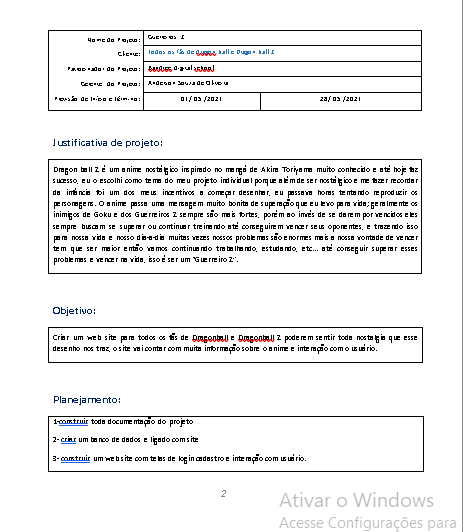 Nome do Projeto: Guerreiros Z
Cliente: Todos os fãs de Dragon ball e Dragon ball Z
Patrocinador do Projeto: Bandtec digital school
Gerente do Projeto: Anderson Souza de Oliveira
Previsão de Início e Término: 01/05/2021 28/05/2021
Justificativa de projeto:
Dragon ball Z é um anime nostálgico inspirado no mangá de Akira Toriyama muito conhecido e até hoje faz
sucesso, eu o escolhi como tema do meu projeto individual porque além de ser nostálgico e me fazer recordar
da infância foi um dos meus incentivos a começar desenhar, eu passava horas tentando reproduzir os
personagens. O anime passa uma mensagem muito bonita de superação que eu levo para vida; geralmente os
inimigos de Goku e dos Guerreiros Z sempre são mais fortes, porém ao invés de se darem por vencidos eles
sempre buscam se superar ou continuar treinando até conseguirem vencer seus oponentes, e trazendo isso
para nossa vida e nosso dia-a-dia muitas vezes nossos problemas são enormes mais a nossa vontade de vencer
tem que ser maior então vamos continuando trabalhando, estudando, etc... até conseguir superar esses
problemas e vencer na vida, isso é ser um "Guerreiro Z".
Objetivo:
Criar um web site para todos os fãs de Dragonball e Dragonball Z poderem sentir toda nostalgia que esse
desenho nos traz, o site vai contar com muita informação sobre o anime e interação com o usuário.
Planejamento:
1-construir toda documentação do projeto
2- criar um banco de dados e ligado com site
3- construir um web site com telas de login cadastro e interação com usuário.
2
Ativar o Windows
Acesse Configurações para